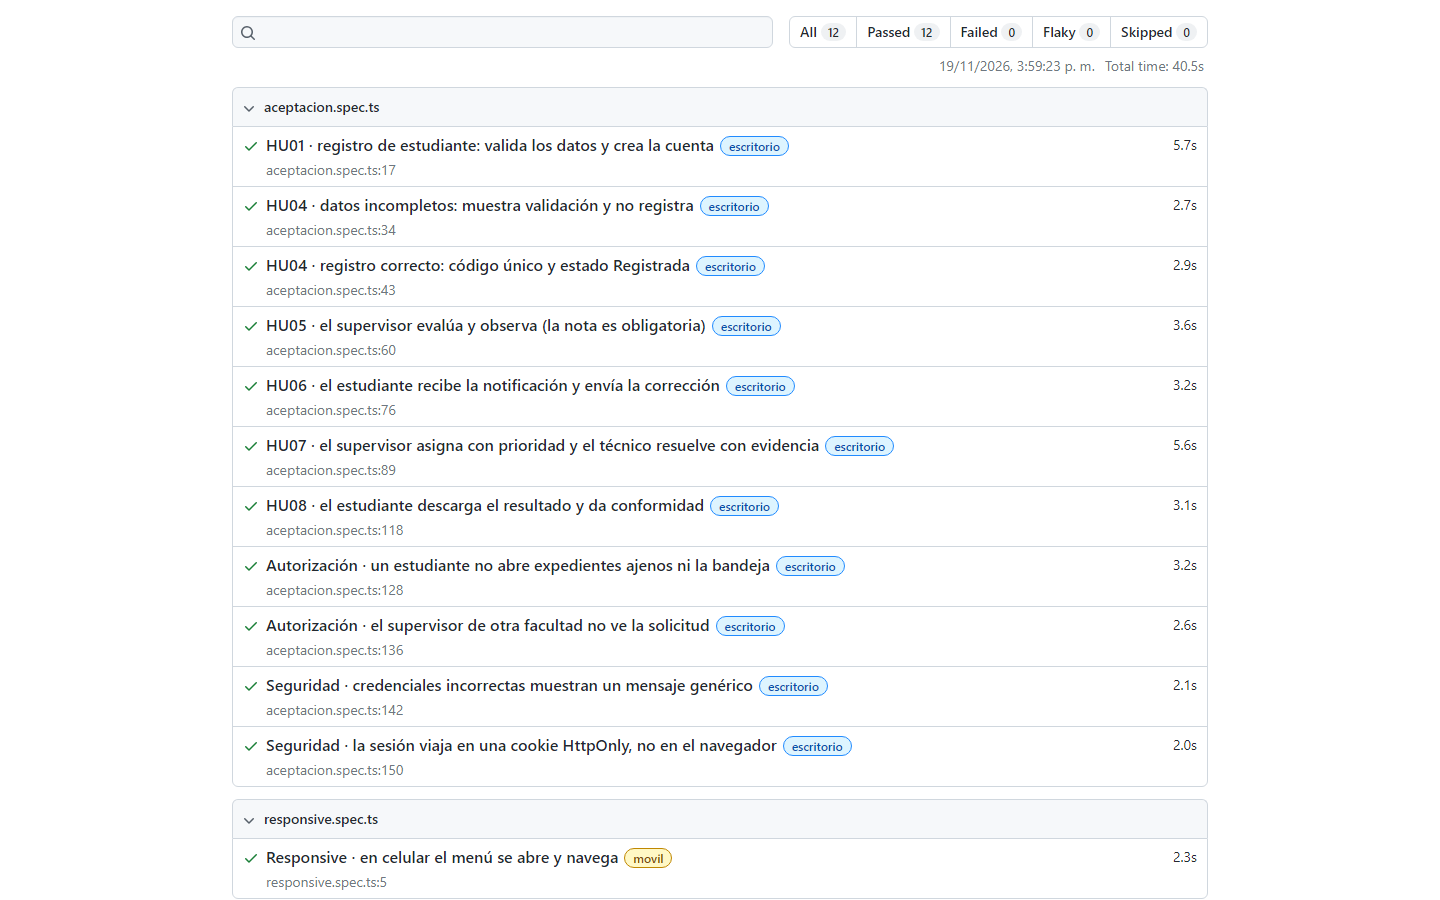 All 12 Passed 12 Failed 0 Flaky 0 Skipped 0
19/11/2026, 3:59:23 p. m. Total time: 40.5s
aceptacion.spec.ts
HU01 · registro de estudiante: valida los datos y crea la cuenta escritorio 5.7s
aceptacion.spec.ts:17
HU04 · datos incompletos: muestra validación y no registra escritorio 2.7s
aceptacion.spec.ts:34
HU04 · registro correcto: código único y estado Registrada escritorio 2.9s
aceptacion.spec.ts:43
HU05 · el supervisor evalúa y observa (la nota es obligatoria) escritorio 3.6s
aceptacion.spec.ts:60
HU06 · el estudiante recibe la notificación y envía la corrección escritorio 3.2s
aceptacion.spec.ts:76
HU07 · el supervisor asigna con prioridad y el técnico resuelve con evidencia escritorio 5.6s
aceptacion.spec.ts:89
HU08 · el estudiante descarga el resultado y da conformidad escritorio 3.1s
aceptacion.spec.ts:118
Autorización · un estudiante no abre expedientes ajenos ni la bandeja escritorio 3.2s
aceptacion.spec.ts:128
Autorización · el supervisor de otra facultad no ve la solicitud escritorio 2.6s
aceptacion.spec.ts:136
Seguridad · credenciales incorrectas muestran un mensaje genérico escritorio 2.1s
aceptacion.spec.ts:142
Seguridad · la sesión viaja en una cookie HttpOnly, no en el navegador escritorio 2.0s
aceptacion.spec.ts:150
responsive.spec.ts
Responsive · en celular el menú se abre y navega movil 2.3s
responsive.spec.ts:5